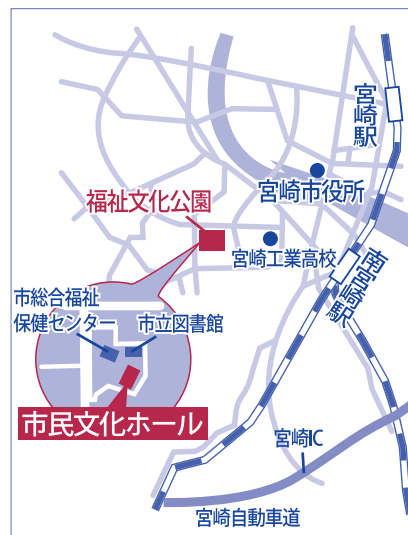 宮崎駅
宮崎市役所
福祉文化公園
宮崎工業高校
南宮崎駅
市総合福祉
保健センター
市立図書館
市民文化ホール
宮崎IC
宮崎自動車道